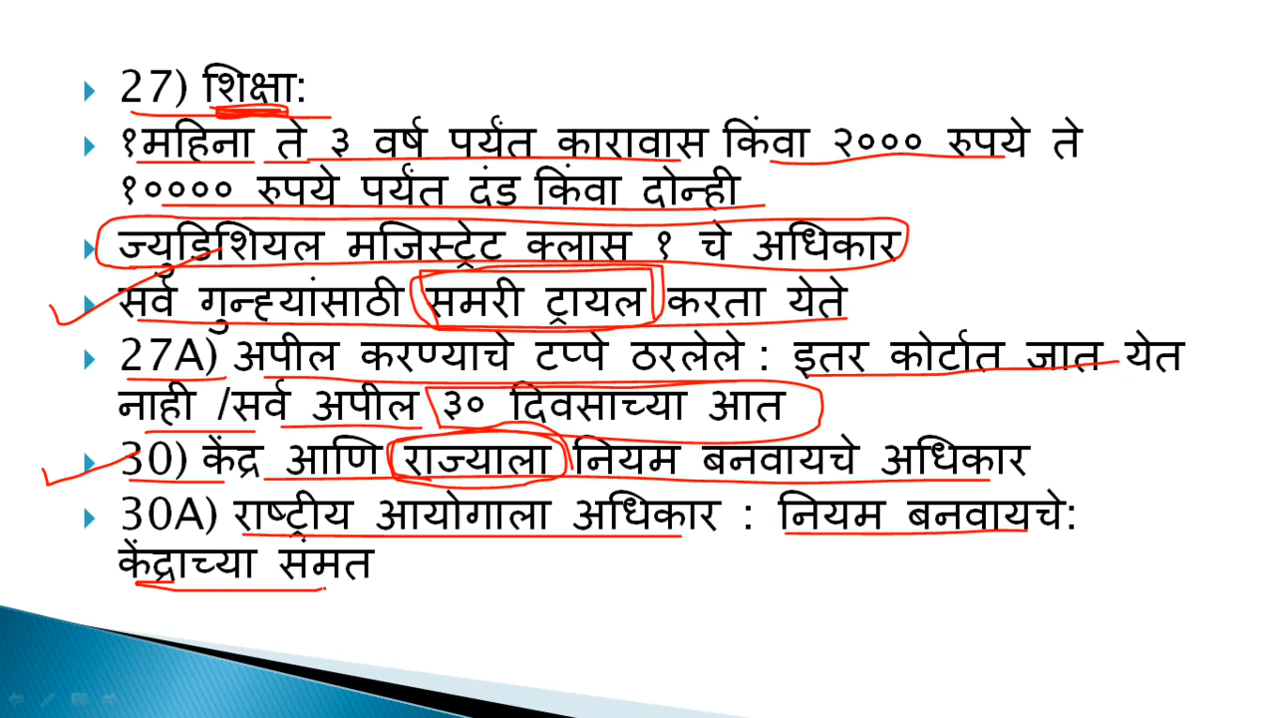 27) शिक्षा:
१महिना ते ३ वर्ष पर्यंत कारावास किंवा २००० रुपये ते
१०००० रुपये पर्यंत दंड किंवा दोन्ही
ज्युडिशियल मजिस्ट्रेट क्लास १ चे अधिकार
सर्व गुन्ह्यांसाठी समरी ट्रायल करता येते
27A) अपील करण्याचे टप्पे ठरलेले : इतर कोर्टात जात येत
नाही /सर्व अपील ३० दिवसाच्या आत
30) केंद्र आणि राज्याला नियम बनवायचे अधिकार
30A) राष्ट्रीय आयोगाला अधिकार : नियम बनवायचे:
केंद्राच्या संमत